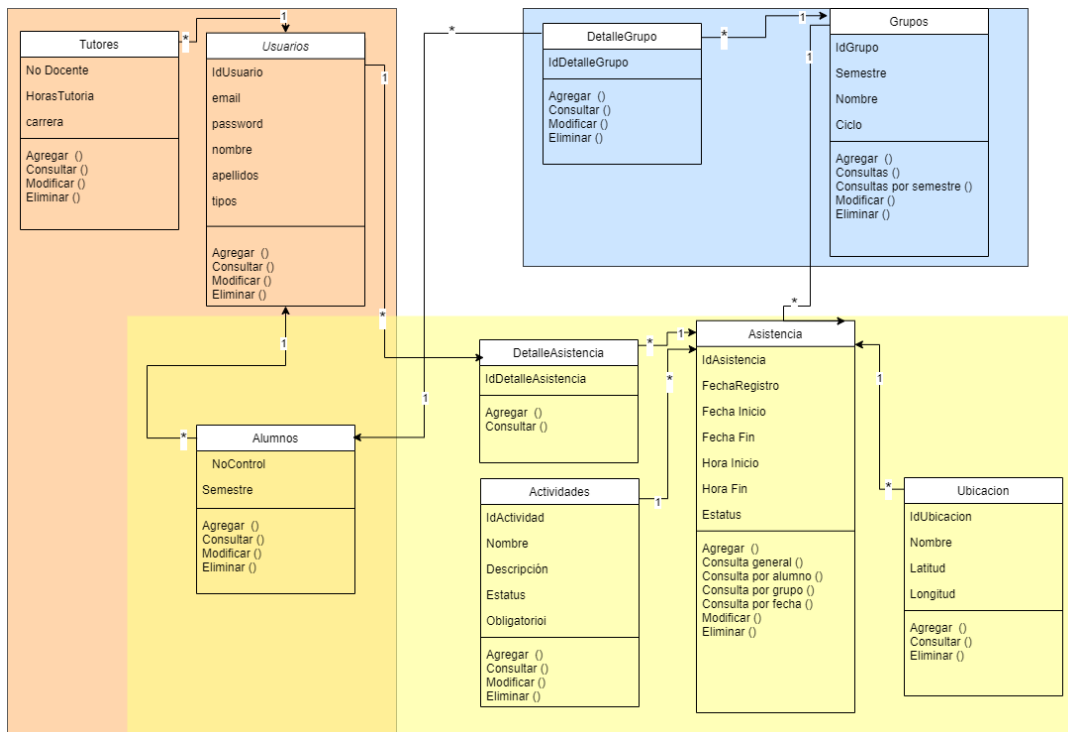 Tutores
No Docente
HorasTutoria
carrera
Agregar ()
Consultar ()
Modificar ()
Eliminar ()
*
1
Usuarios
IdUsuario
email
password
nombre
apellidos
tipos
Agregar ()
Consultar ()
Modificar ()
Eliminar ()
1
*
1
*
*
1
DetalleGrupo
IdDetalleGrupo
Agregar ()
Consultar ()
Modificar ()
Eliminar ()
*
1
Grupos
IdGrupo
Semestre
Nombre
Ciclo
Agregar ()
Consultas ()
Consultas por semestre ()
Modificar ()
Eliminar ()
1
*
Alumnos
NoControl
Semestre
Agregar ()
Consultar ()
Modificar ()
Eliminar ()
DetalleAsistencia
IdDetalleAsistencia
Agregar ()
Consultar ()
*
1
Actividades
IdActividad
Nombre
Descripción
Estatus
Obligatorioi
Agregar ()
Consultar ()
Modificar ()
Eliminar ()
1
*
Asistencia
IdAsistencia
FechaRegistro
Fecha Inicio
Fecha Fin
Hora Inicio
Hora Fin
Estatus
Agregar ()
Consulta general ()
Consulta por alumno ()
Consulta por grupo ()
Consulta por fecha ()
Modificar ()
Eliminar ()
1
*
Ubicacion
IdUbicacion
Nombre
Latitud
Longitud
Agregar ()
Consultar ()
Eliminar ()